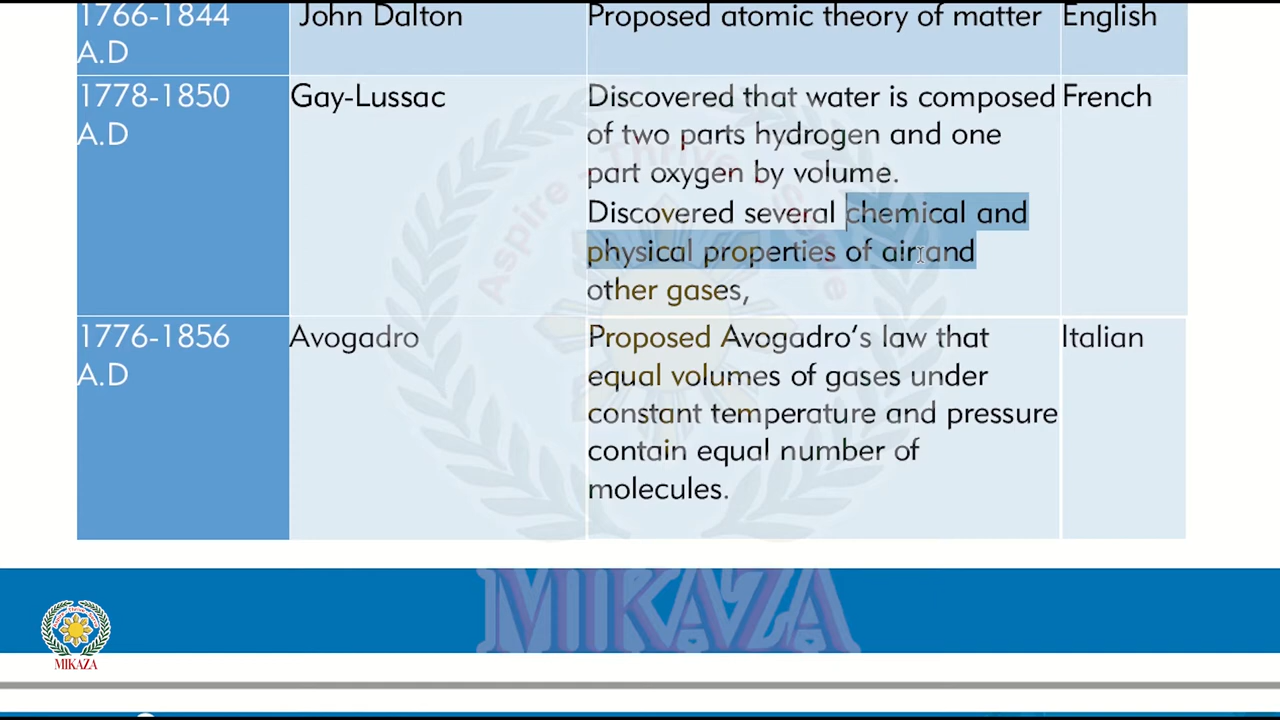 1766-1844 John Dalton Proposed atomic theory of matter English
A.D
1778-1850 Gay-Lussac Discovered that water is composed French
A.D of two parts hydrogen and one
part oxygen by volume.
Discovered several chemical and
physical properties of air and
other gases,
1776-1856 Avogadro Proposed Avogadro's law that Italian
A.D equal volumes of gases under
constant temperature and pressure
contain equal number of
molecules.
Aspire - Thrive - Escape
MIKAZA
MIKAZA